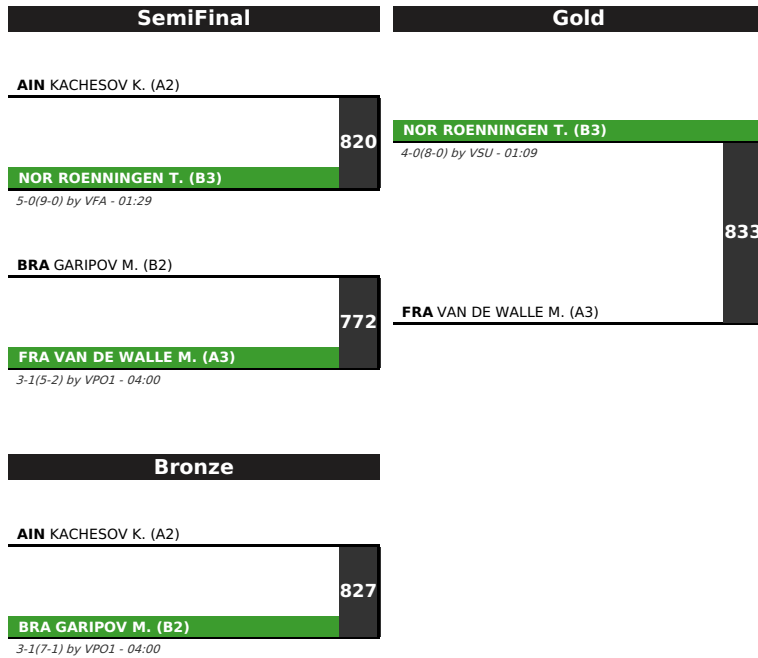 SemiFinal
AIN KACHESOV K. (A2)
820
NOR ROENNINGEN T. (B3)
5-0(9-0) by VFA - 01:29
BRA GARIPOV M. (B2)
772
FRA VAN DE WALLE M. (A3)
3-1(5-2) by VPO1 - 04:00
Gold
NOR ROENNINGEN T. (B3)
4-0(8-0) by VSU - 01:09
833
FRA VAN DE WALLE M. (A3)
Bronze
AIN KACHESOV K. (A2)
827
BRA GARIPOV M. (B2)
3-1(7-1) by VPO1 - 04:00